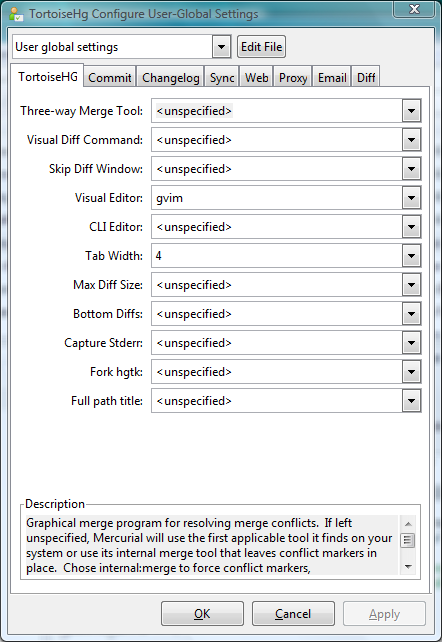 TortoiseHg Configure User-Global Settings
User global settings Edit File
TortoiseHG Commit Changelog Sync Web Proxy Email Diff
Three-way Merge Tool: <unspecified>
Visual Diff Command: <unspecified>
Skip Diff Window: <unspecified>
Visual Editor: gvim
CLI Editor: <unspecified>
Tab Width: 4
Max Diff Size: <unspecified>
Bottom Diffs: <unspecified>
Capture Stderr: <unspecified>
Fork hgtk: <unspecified>
Full path title: <unspecified>
Description
Graphical merge program for resolving merge conflicts. If left
unspecified, Mercurial will use the first applicable tool it finds on your
system or use its internal merge tool that leaves conflict markers in
place. Chose internal:merge to force conflict markers,
OK Cancel Apply